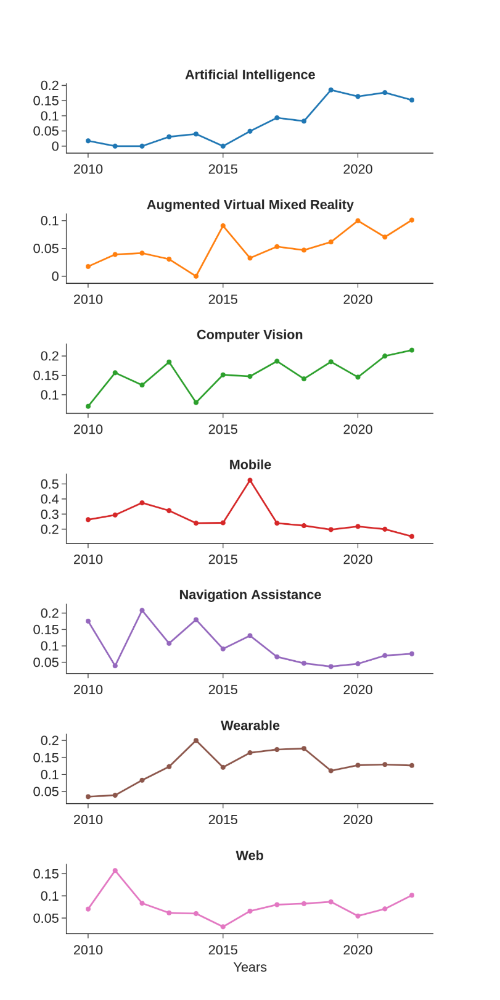 Artificial Intelligence
0.2
0.15
0.1
0.05
0
2010 2015 2020
Augmented Virtual Mixed Reality
0.1
0.05
0
2010 2015 2020
Computer Vision
0.2
0.15
0.1
2010 2015 2020
Mobile
0.5
0.4
0.3
0.2
2010 2015 2020
Navigation Assistance
0.2
0.15
0.1
0.05
2010 2015 2020
Wearable
0.2
0.15
0.1
0.05
2010 2015 2020
Web
0.15
0.1
0.05
2010 2015 2020
Years